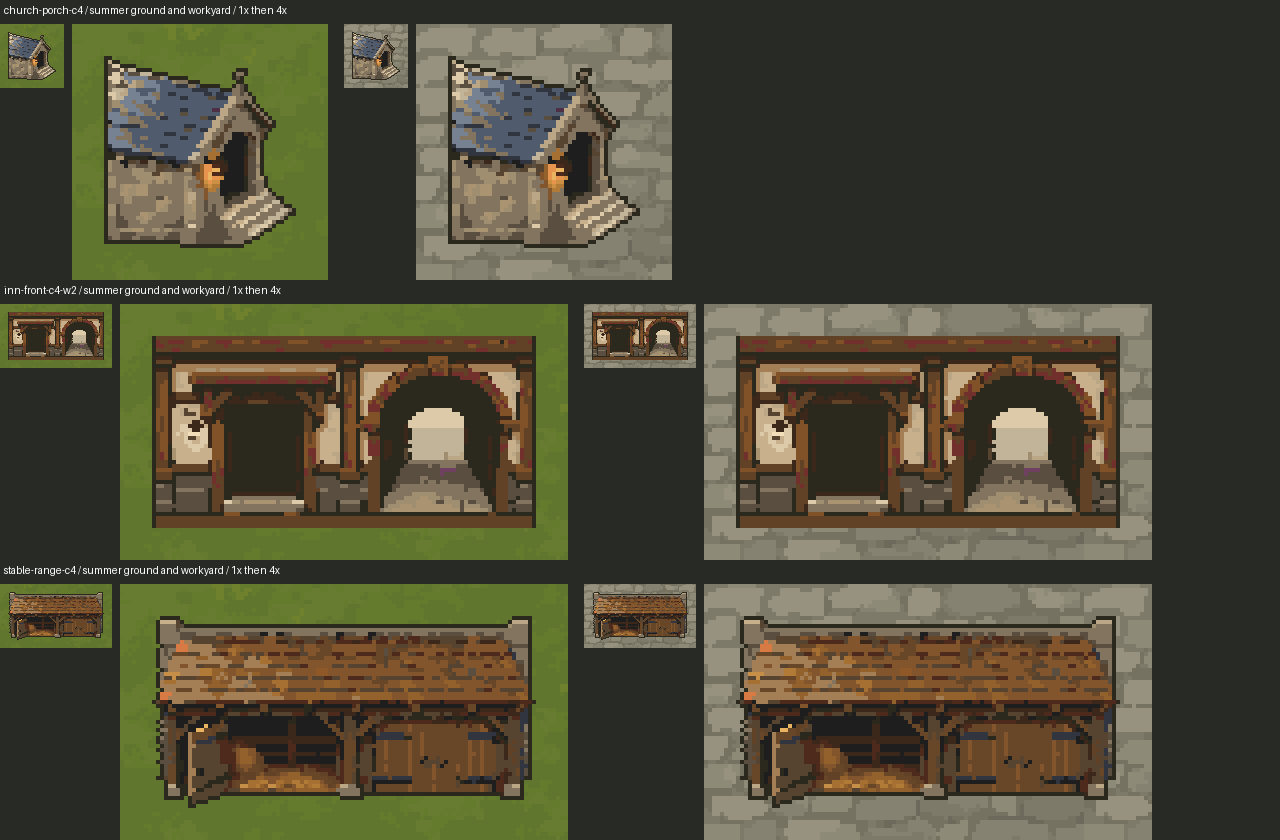 church-porch-c4 / summer ground and workyard / 1x then 4x
inn-front-c4-w2 / summer ground and workyard / 1x then 4x
stable-range-c4 / summer ground and workyard / 1x then 4x